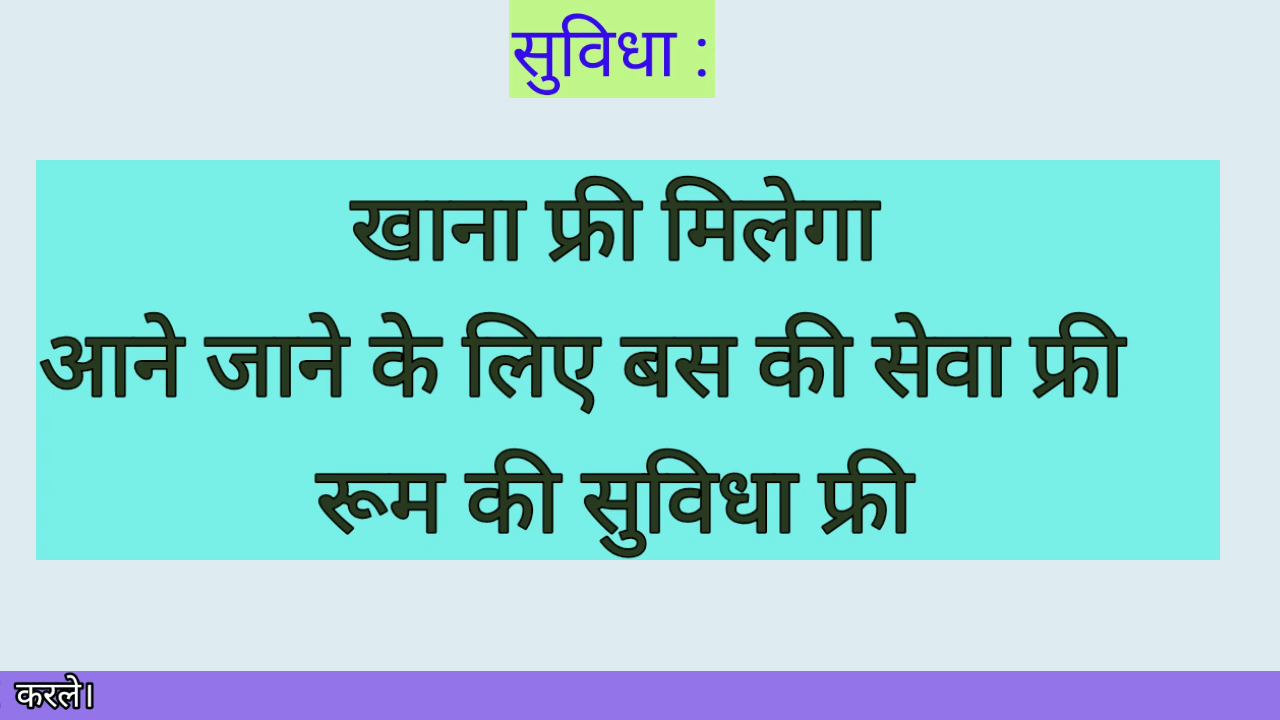 सुविधा :
खाना फ्री मिलेगा
आने जाने के लिए बस की सेवा फ्री
रूम की सुविधा फ्री
करले।